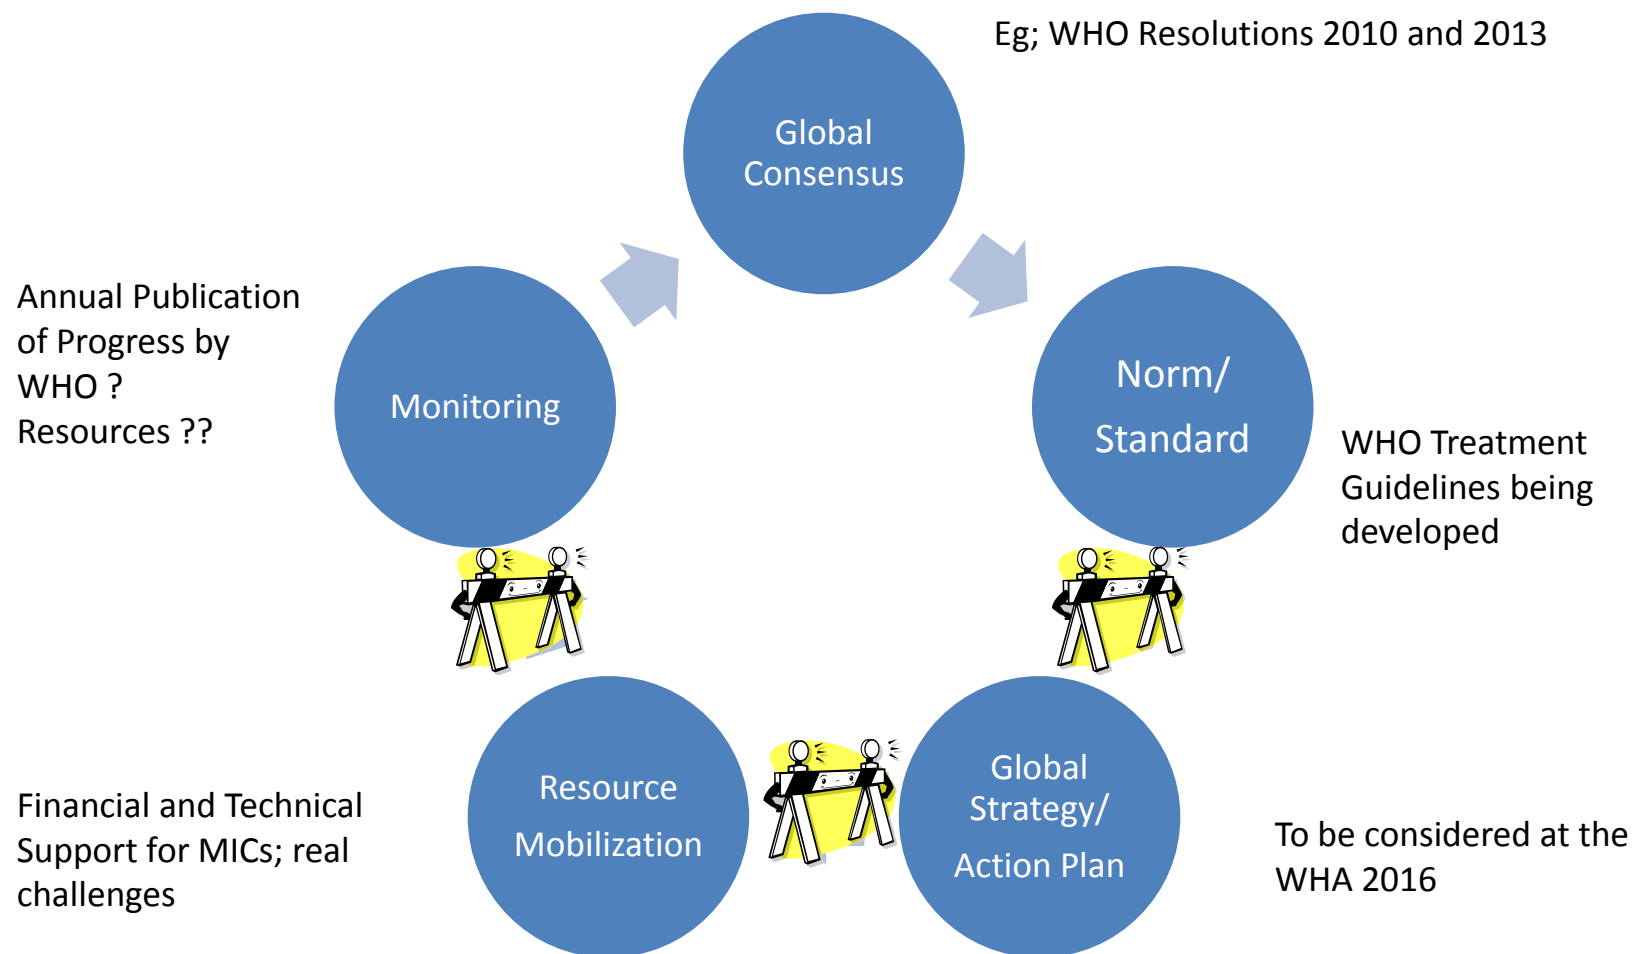 Eg; WHO Resolutions 2010 and 2013
Global
Consensus
Norm/
Standard
WHO Treatment
Guidelines being
developed
Global
Strategy/
Action Plan
To be considered at the
WHA 2016
Resource
Mobilization
Financial and Technical
Support for MICs; real
challenges
Monitoring
Annual Publication
of Progress by
WHO ?
Resources ??